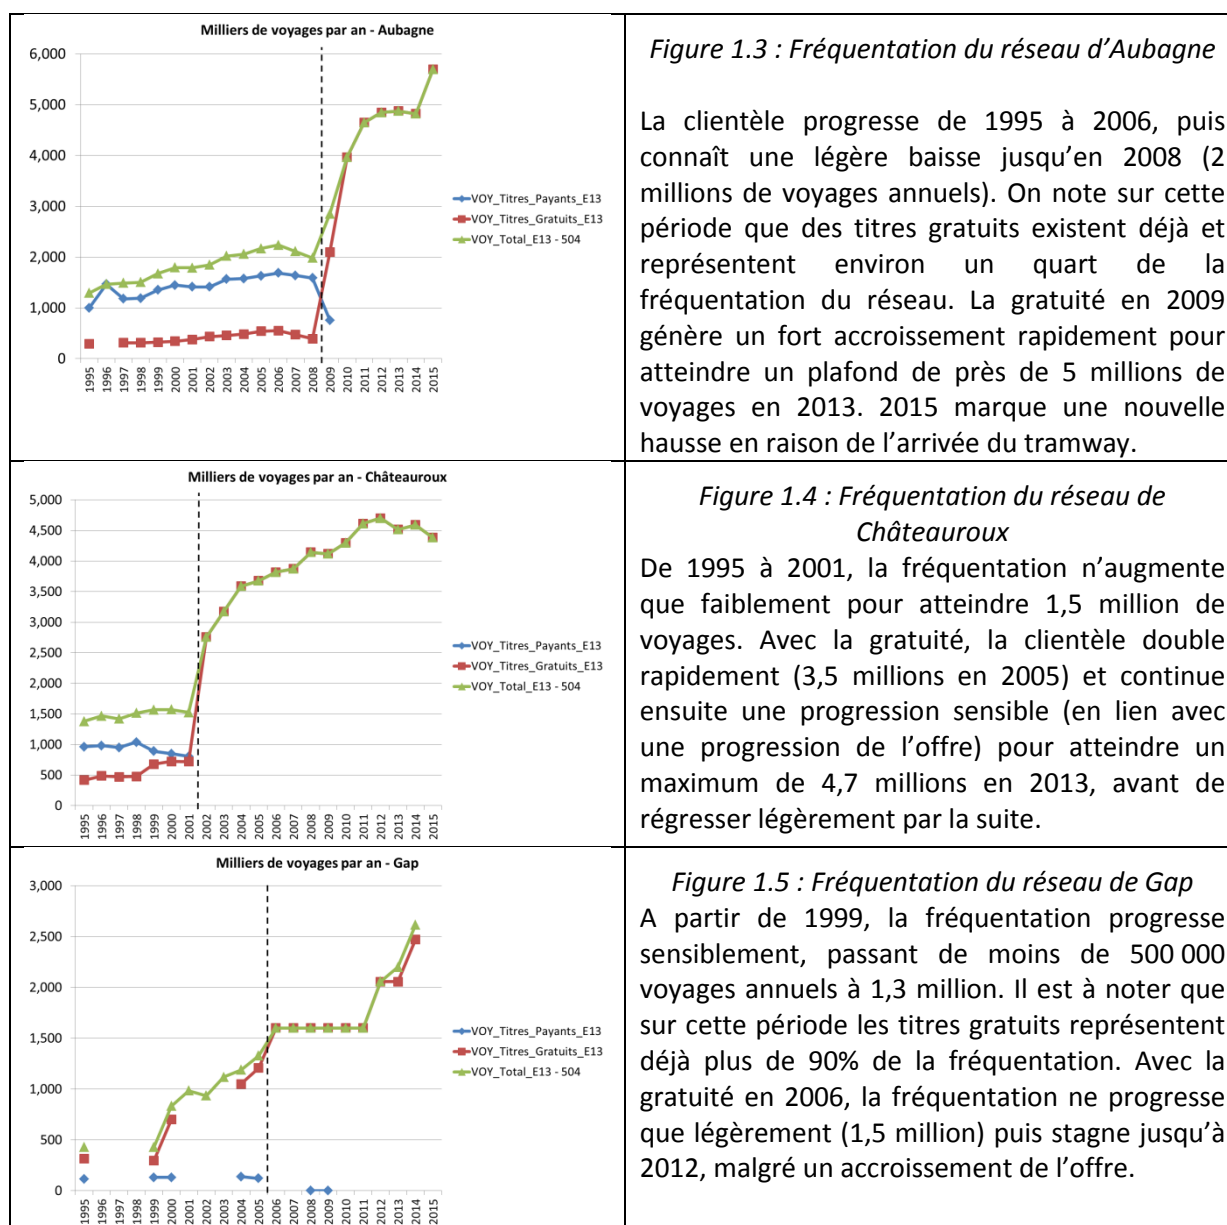 Milliers de voyages par an - Aubagne
6,000
5,000
4,000
3,000
2,000
1,000
0
1995
1996
1997
1998
1999
2000
2001
2002
2003
2004
2005
2006
2007
2008
2009
2010
2011
2012
2013
2014
2015
VOY_Titres_Payants_E13
VOY_Titres_Gratuits_E13
VOY_Total_E13 - 504
Figure 1.3 : Fréquentation du réseau d’Aubagne
La clientèle progresse de 1995 à 2006, puis
connaît une légère baisse jusqu’en 2008 (2
millions de voyages annuels). On note sur cette
période que des titres gratuits existent déjà et
représentent environ un quart de la
fréquentation du réseau. La gratuité en 2009
génère un fort accroissement rapidement pour
atteindre un plafond de près de 5 millions de
voyages en 2013. 2015 marque une nouvelle
hausse en raison de l’arrivée du tramway.
Milliers de voyages par an - Châteauroux
5,000
4,500
4,000
3,500
3,000
2,500
2,000
1,500
1,000
500
0
1995
1996
1997
1998
1999
2000
2001
2002
2003
2004
2005
2006
2007
2008
2009
2010
2011
2012
2013
2014
2015
VOY_Titres_Payants_E13
VOY_Titres_Gratuits_E13
VOY_Total_E13 - 504
Figure 1.4 : Fréquentation du réseau de
Châteauroux
De 1995 à 2001, la fréquentation n’augmente
que faiblement pour atteindre 1,5 million de
voyages. Avec la gratuité, la clientèle double
rapidement (3,5 millions en 2005) et continue
ensuite une progression sensible (en lien avec
une progression de l’offre) pour atteindre un
maximum de 4,7 millions en 2013, avant de
régresser légèrement par la suite.
Milliers de voyages par an - Gap
3,000
2,500
2,000
1,500
1,000
500
0
1995
1996
1997
1998
1999
2000
2001
2002
2003
2004
2005
2006
2007
2008
2009
2010
2011
2012
2013
2014
2015
VOY_Titres_Payants_E13
VOY_Titres_Gratuits_E13
VOY_Total_E13 - 504
Figure 1.5 : Fréquentation du réseau de Gap
A partir de 1999, la fréquentation progresse
sensiblement, passant de moins de 500 000
voyages annuels à 1,3 million. Il est à noter que
sur cette période les titres gratuits représentent
déjà plus de 90% de la fréquentation. Avec la
gratuité en 2006, la fréquentation ne progresse
que légèrement (1,5 million) puis stagne jusqu’à
2012, malgré un accroissement de l’offre.